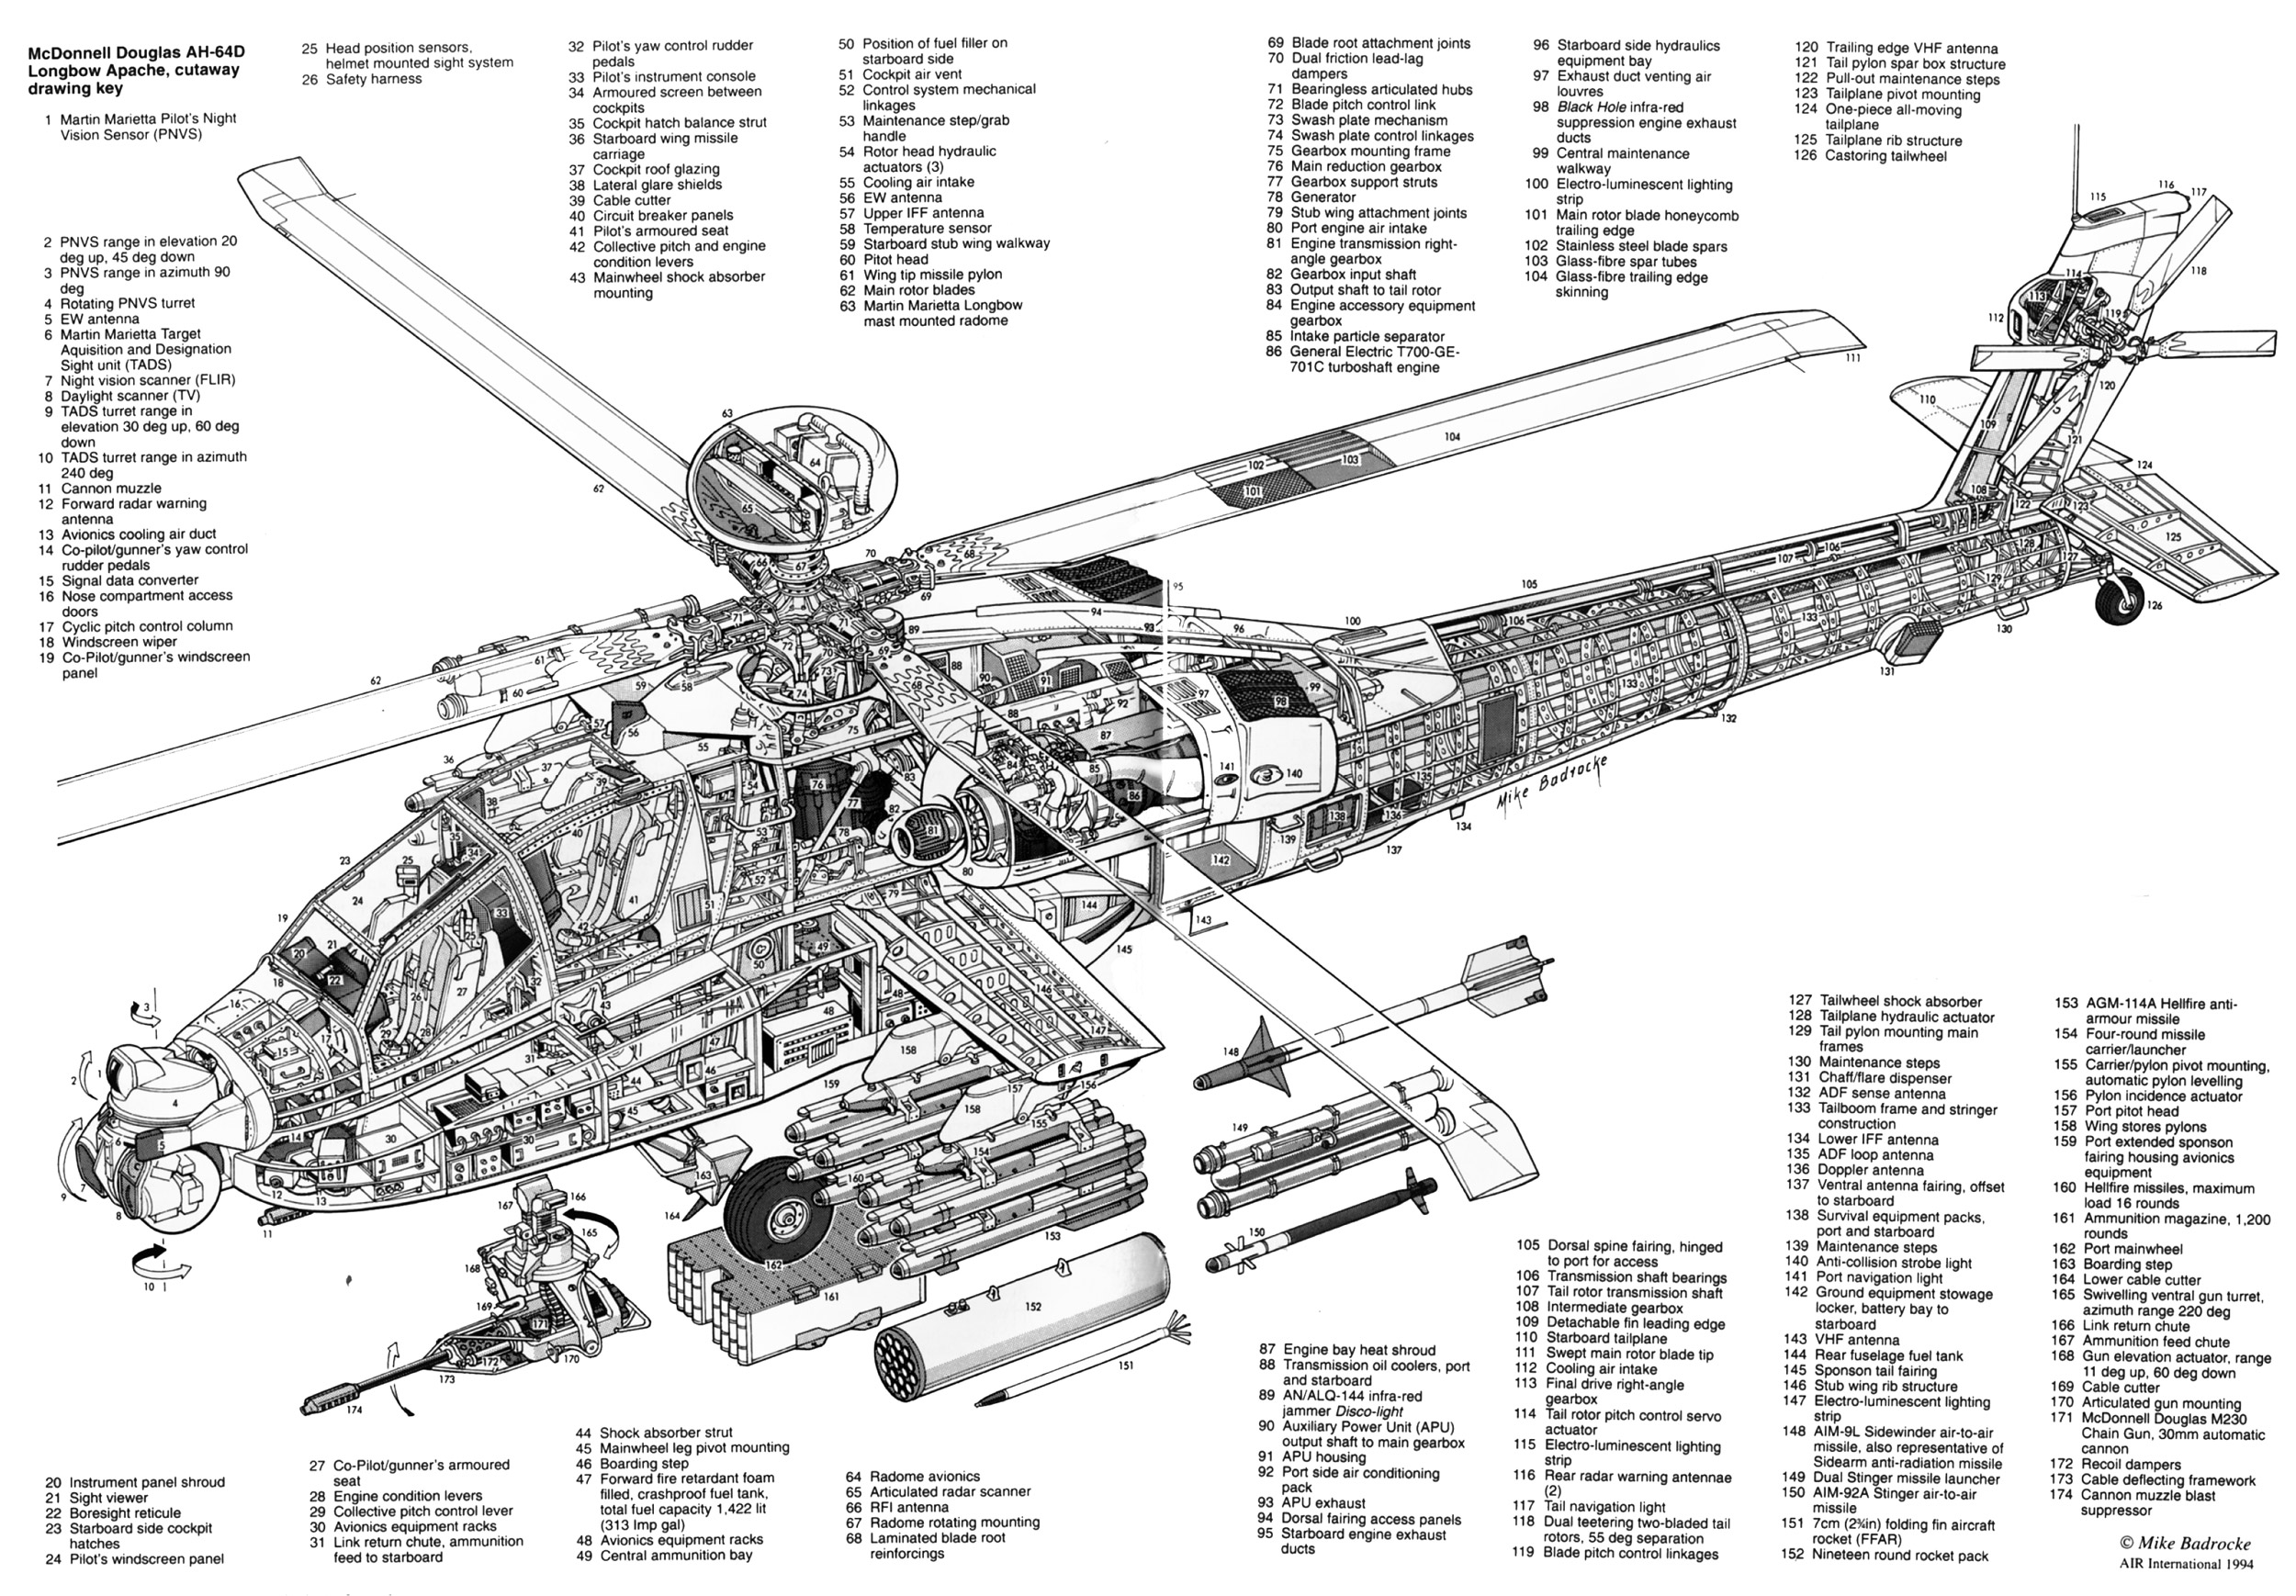 McDonnell Douglas AH-64D
Longbow Apache, cutaway
drawing key
1 Martin Marietta Pilot's Night
Vision Sensor (PNVS)
2 PNVS range in elevation 20
deg up, 45 deg down
3 PNVS range in azimuth 90
deg
4 Rotating PNVS turret
5 EW antenna
6 Martin Marietta Target
Aquisition and Designation
Sight unit (TADS)
7 Night vision scanner (FLIR)
8 Daylight scanner (TV)
9 TADS turret range in
elevation 30 deg up, 60 deg
down
10 TADS turret range in azimuth
240 deg
11 Cannon muzzle
12 Forward radar warning
antenna
13 Avionics cooling air duct
14 Co-pilot/gunner's yaw control
rudder pedals
15 Signal data converter
16 Nose compartment access
doors
17 Cyclic pitch control column
18 Windscreen wiper
19 Co-Pilot/gunner's windscreen
panel
20 Instrument panel shroud
21 Sight viewer
22 Boresight reticule
23 Starboard side cockpit
hatches
24 Pilot's windscreen panel
25 Head position sensors,
helmet mounted sight system
26 Safety harness
27 Co-Pilot/gunner's armoured
seat
28 Engine condition levers
29 Collective pitch control lever
30 Avionics equipment racks
31 Link return chute, ammunition
feed to starboard
32 Pilot's yaw control rudder
pedals
33 Pilot's instrument console
34 Armoured screen between
cockpits
35 Cockpit hatch balance strut
36 Starboard wing missile
carriage
37 Cockpit roof glazing
38 Lateral glare shields
39 Cable cutter
40 Circuit breaker panels
41 Pilot's armoured seat
42 Collective pitch and engine
condition levers
43 Mainwheel shock absorber
mounting
44 Shock absorber strut
45 Mainwheel leg pivot mounting
46 Boarding step
47 Forward fire retardant foam
filled, crashproof fuel tank,
total fuel capacity 1,422 lit
(313 Imp gal)
48 Avionics equipment racks
49 Central ammunition bay
50 Position of fuel filler on
starboard side
51 Cockpit air vent
52 Control system mechanical
linkages
53 Maintenance step/grab
handle
54 Rotor head hydraulic
actuators (3)
55 Cooling air intake
56 EW antenna
57 Upper IFF antenna
58 Temperature sensor
59 Starboard stub wing walkway
60 Pitot head
61 Wing tip missile pylon
62 Main rotor blades
63 Martin Marietta Longbow
mast mounted radome
64 Radome avionics
65 Articulated radar scanner
66 RFI antenna
67 Radome rotating mounting
68 Laminated blade root
reinforcings
69 Blade root attachment joints
70 Dual friction lead-lag
dampers
71 Bearingless articulated hubs
72 Blade pitch control link
73 Swash plate mechanism
74 Swash plate control linkages
75 Gearbox mounting frame
76 Main reduction gearbox
77 Gearbox support struts
78 Generator
79 Stub wing attachment joints
80 Port engine air intake
81 Engine transmission right-
angle gearbox
82 Gearbox input shaft
83 Output shaft to tail rotor
84 Engine accessory equipment
gearbox
85 Intake particle separator
86 General Electric T700-GE-
701C turboshaft engine
87 Engine bay heat shroud
88 Transmission oil coolers, port
and starboard
89 AN/ALQ-144 infra-red
jammer Disco-light
90 Auxiliary Power Unit (APU)
output shaft to main gearbox
91 APU housing
92 Port side air conditioning
pack
93 APU exhaust
94 Dorsal fairing access panels
95 Starboard engine exhaust
ducts
96 Starboard side hydraulics
equipment bay
97 Exhaust duct venting air
louvres
98 Black Hole infra-red
suppression engine exhaust
ducts
99 Central maintenance
walkway
100 Electro-luminescent lighting
strip
101 Main rotor blade honeycomb
trailing edge
102 Stainless steel blade spars
103 Glass-fibre spar tubes
104 Glass-fibre trailing edge
skinning
105 Dorsal spine fairing, hinged
to port for access
106 Transmission shaft bearings
107 Tail rotor transmission shaft
108 Intermediate gearbox
109 Detachable fin leading edge
110 Starboard tailplane
111 Swept main rotor blade tip
112 Cooling air intake
113 Final drive right-angle
gearbox
114 Tail rotor pitch control servo
actuator
115 Electro-luminescent lighting
strip
116 Rear radar warning antennae
(2)
117 Tail navigation light
118 Dual teetering two-bladed tail
rotors, 55 deg separation
119 Blade pitch control linkages
120 Trailing edge VHF antenna
121 Tail pylon spar box structure
122 Pull-out maintenance steps
123 Tailplane pivot mounting
124 One-piece all-moving
tailplane
125 Tailplane rib structure
126 Castoring tailwheel
127 Tailwheel shock absorber
128 Tailplane hydraulic actuator
129 Tail pylon mounting main
frames
130 Maintenance steps
131 Chaff/flare dispenser
132 ADF sense antenna
133 Tailboom frame and stringer
construction
134 Lower IFF antenna
135 ADF loop antenna
136 Doppler antenna
137 Ventral antenna fairing, offset
to starboard
138 Survival equipment packs,
port and starboard
139 Maintenance steps
140 Anti-collision strobe light
141 Port navigation light
142 Ground equipment stowage
locker, battery bay to
starboard
143 VHF antenna
144 Rear fuselage fuel tank
145 Sponson tail fairing
146 Stub wing rib structure
147 Electro-luminescent lighting
strip
148 AIM-9L Sidewinder air-to-air
missile, also representative of
Sidearm anti-radiation missile
149 Dual Stinger missile launcher
150 AIM-92A Stinger air-to-air
missile
151 7cm (2¾in) folding fin aircraft
rocket (FFAR)
152 Nineteen round rocket pack
153 AGM-114A Hellfire anti-
armour missile
154 Four-round missile
carrier/launcher
155 Carrier/pylon pivot mounting,
automatic pylon levelling
156 Pylon incidence actuator
157 Port pitot head
158 Wing stores pylons
159 Port extended sponson
fairing housing avionics
equipment
160 Hellfire missiles, maximum
load 16 rounds
161 Ammunition magazine, 1,200
rounds
162 Port mainwheel
163 Boarding step
164 Lower cable cutter
165 Swivelling ventral gun turret,
azimuth range 220 deg
166 Link return chute
167 Ammunition feed chute
168 Gun elevation actuator, range
11 deg up, 60 deg down
169 Cable cutter
170 Articulated gun mounting
171 McDonnell Douglas M230
Chain Gun, 30mm automatic
cannon
172 Recoil dampers
173 Cable deflecting framework
174 Cannon muzzle blast
suppressor
Mike Badrocke
© Mike Badrocke
AIR International 1994